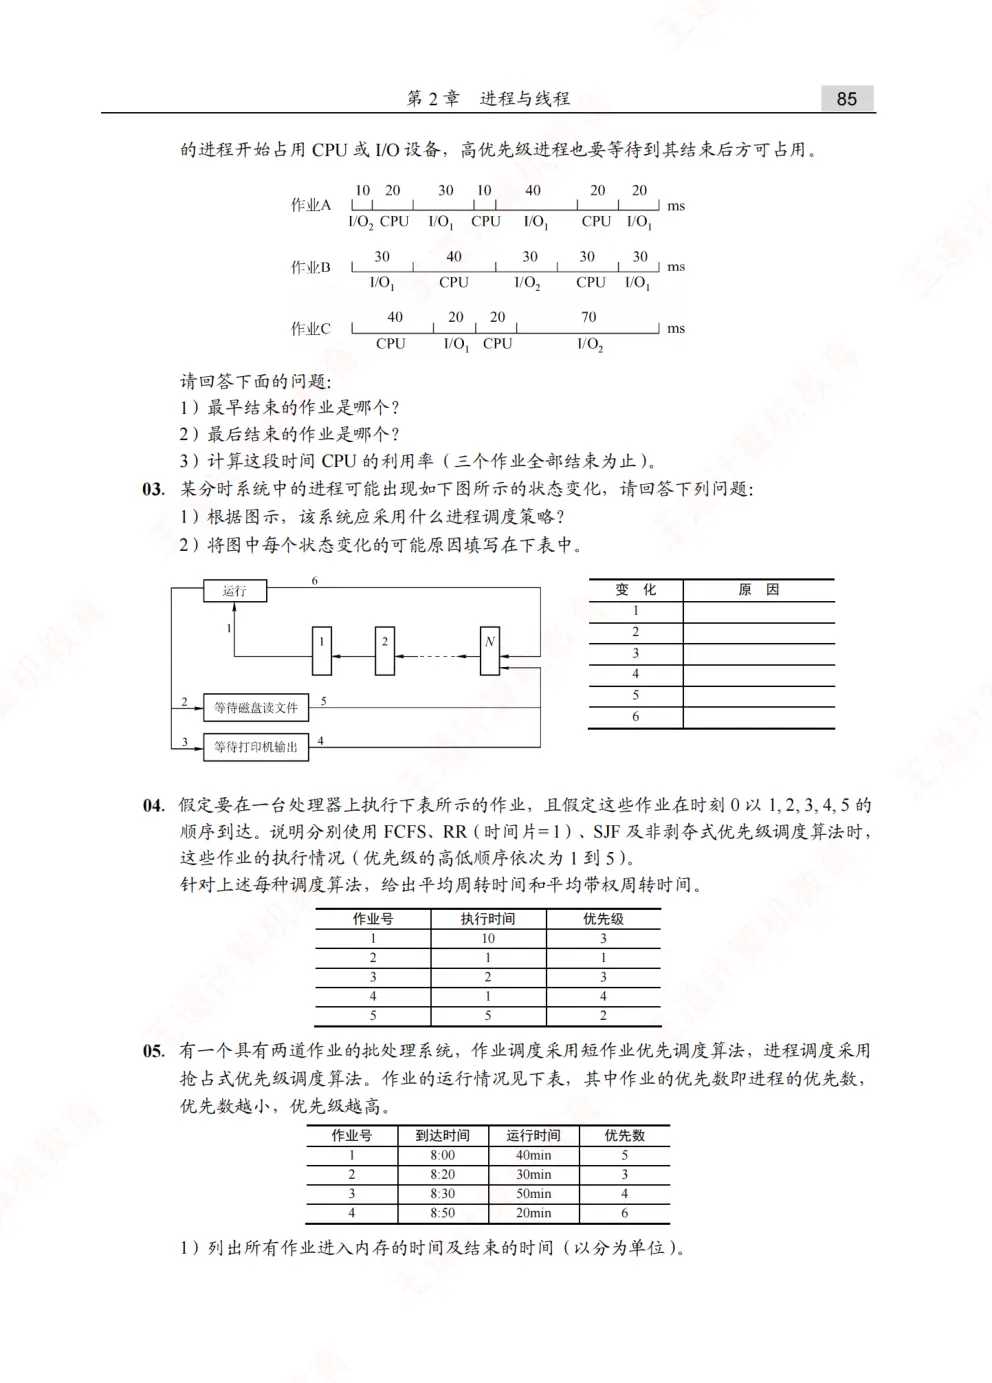 第 2 章 进程与线程 85
的进程开始占用 CPU 或 I/O 设备，高优先级进程也要等待到其结束后方可占用。
10 20 30 10 40 20 20
作业A ms
I/O2 CPU I/O1 CPU I/O1 CPU I/O1
30 40 30 30 30
作业B ms
I/O1 CPU I/O2 CPU I/O1
40 20 20 70
作业C ms
CPU I/O1 CPU I/O2
请回答下面的问题：
1）最早结束的作业是哪个？
2）最后结束的作业是哪个？
3）计算这段时间 CPU 的利用率（三个作业全部结束为止）。
03. 某分时系统中的进程可能出现如下图所示的状态变化，请回答下列问题：
1）根据图示，该系统应采用什么进程调度策略？
2）将图中每个状态变化的可能原因填写在下表中。
运行 6
1
1 2 N
2 等待磁盘读文件 5
3 等待打印机输出 4
变 化 原 因
1
2
3
4
5
6
04. 假定要在一台处理器上执行下表所示的作业，且假定这些作业在时刻 0 以 1, 2, 3, 4, 5 的
顺序到达。说明分别使用 FCFS、RR（时间片=1）、SJF 及非剥夺式优先级调度算法时，
这些作业的执行情况（优先级的高低顺序依次为 1 到 5）。
针对上述每种调度算法，给出平均周转时间和平均带权周转时间。
作业号 执行时间 优先级
1 10 3
2 1 1
3 2 3
4 1 4
5 5 2
05. 有一个具有两道作业的批处理系统，作业调度采用短作业优先调度算法，进程调度采用
抢占式优先级调度算法。作业的运行情况见下表，其中作业的优先数即进程的优先数，
优先数越小，优先级越高。
作业号 到达时间 运行时间 优先数
1 8:00 40min 5
2 8:20 30min 3
3 8:30 50min 4
4 8:50 20min 6
1）列出所有作业进入内存的时间及结束的时间（以分为单位）。
王道计算机教育